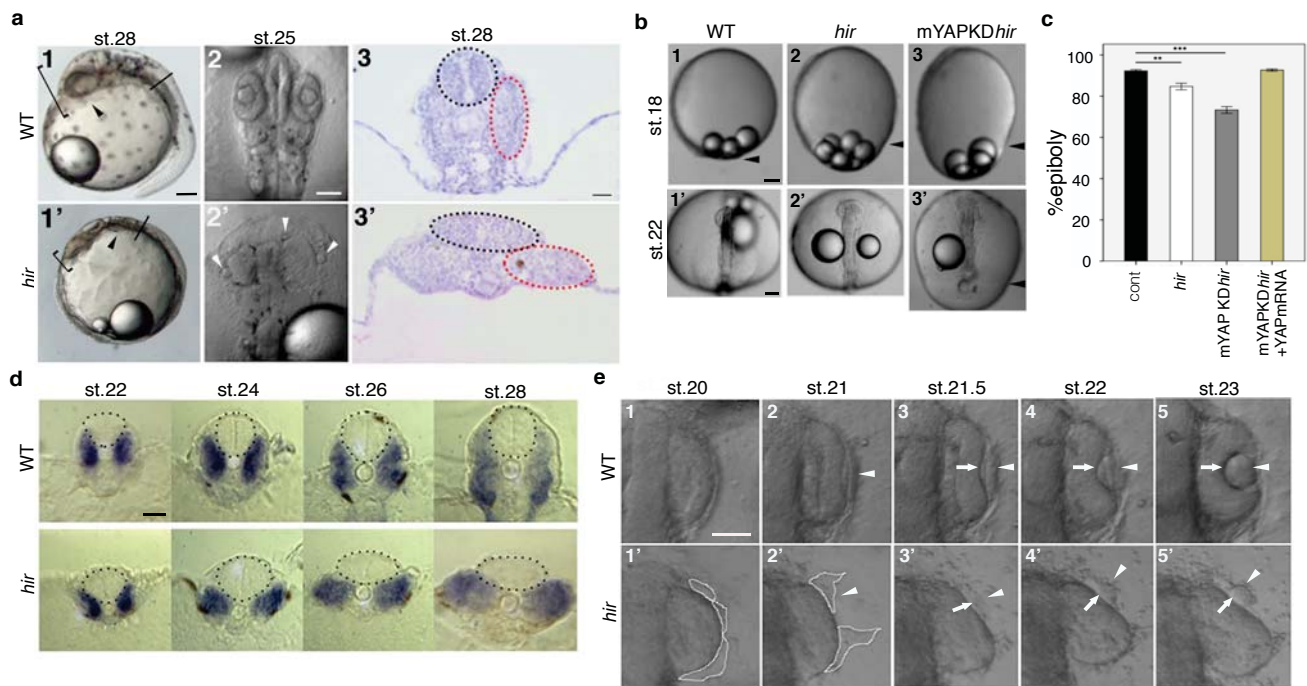 a
st.28
st.25
st.28
WT
1
2
3
hir
1'
2'
3'
b
WT
hir
mYAPKDhir
st.18
1
2
3
st.22
1'
2'
3'
c
100
80
60
40
20
0
%epiboly
***
**
cont
hir
mYAP KDhir
mYAPKDhir
+YAPmRNA
d
st.22
st.24
st.26
st.28
WT
hir
e
st.20
st.21
st.21.5
st.22
st.23
WT
1
2
3
4
5
hir
1'
2'
3'
4'
5'